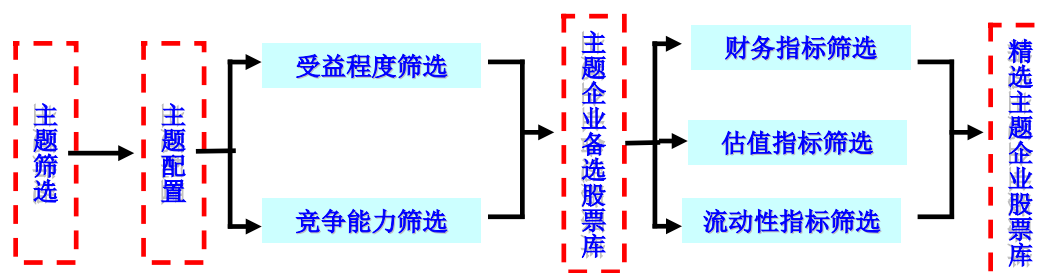 主题筛选
主题配置
受益程度筛选
竞争能力筛选
主题企业备选股票库
财务指标筛选
估值指标筛选
流动性指标筛选
精选主题企业股票库